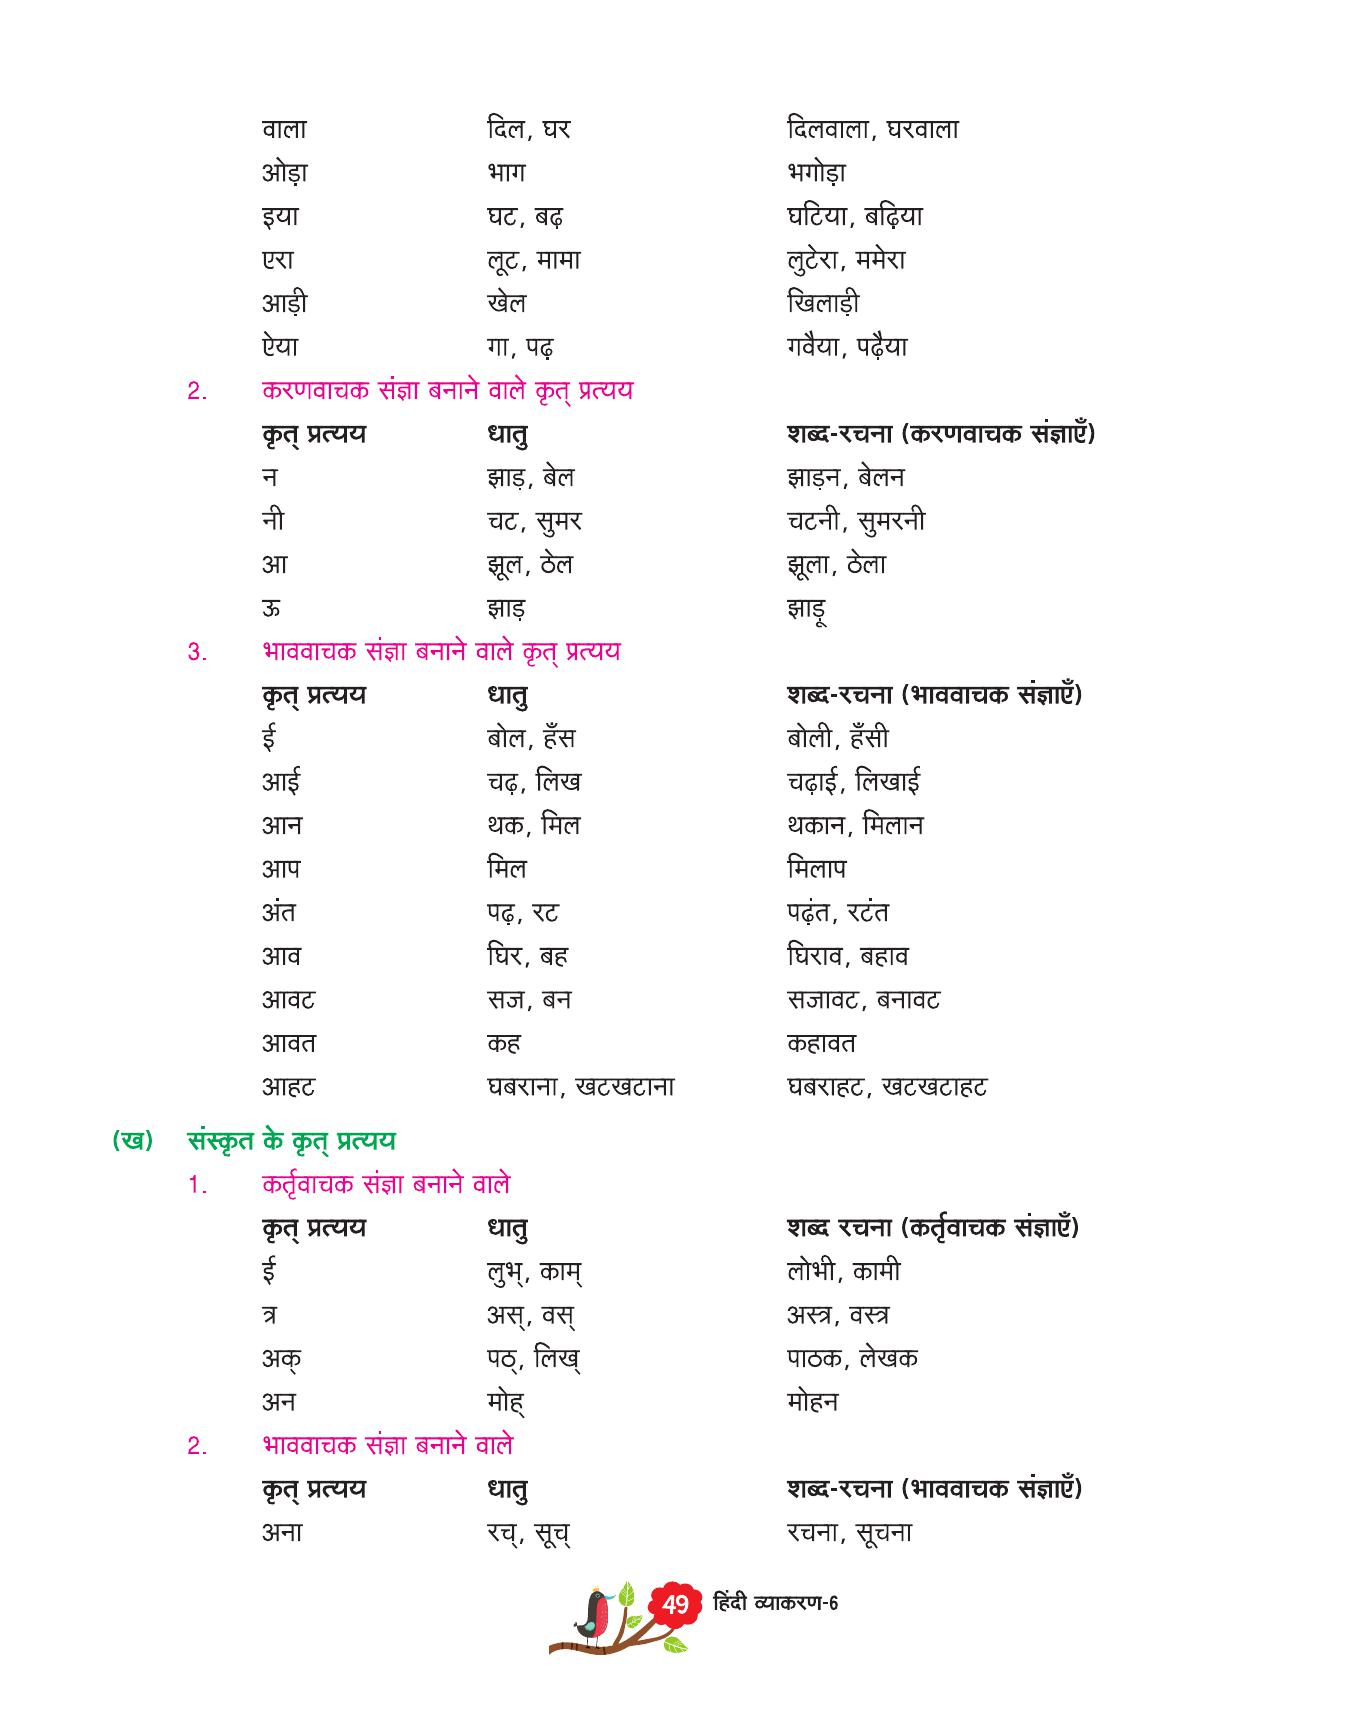 वाला दिल, घर दिलवाला, घरवाला
ओड़ा भाग भगोड़ा
इया घट, बढ़ घटिया, बढ़िया
एरा लूट, मामा लुटेरा, ममेरा
आड़ी खेल खिलाड़ी
ऐया गा, पढ़ गवैया, पढ़ैया
2. करणवाचक संज्ञा बनाने वाले कृत् प्रत्यय
कृत् प्रत्यय धातु शब्द-रचना (करणवाचक संज्ञाएँ)
न झाड़, बेल झाड़न, बेलन
नी चट, सुमर चटनी, सुमरनी
आ झूल, ठेल झूला, ठेला
ऊ झाड़ झाड़ू
3. भाववाचक संज्ञा बनाने वाले कृत् प्रत्यय
कृत् प्रत्यय धातु शब्द-रचना (भाववाचक संज्ञाएँ)
ई बोल, हँस बोली, हँसी
आई चढ़, लिख चढ़ाई, लिखाई
आन थक, मिल थकान, मिलान
आप मिल मिलाप
अंत पढ़, रट पढ़ंत, रटंत
आव घिर, बह घिराव, बहाव
आवट सज, बन सजावट, बनावट
आवत कह कहावत
आहट घबराना, खटखटाना घबराहट, खटखटाहट
(ख) संस्कृत के कृत् प्रत्यय
1. कर्तृवाचक संज्ञा बनाने वाले
कृत् प्रत्यय धातु शब्द रचना (कर्तृवाचक संज्ञाएँ)
ई लुभ्, काम् लोभी, कामी
त्र अस्, वस् अस्त्र, वस्त्र
अक् पठ्, लिख् पाठक, लेखक
अन मोह् मोहन
2. भाववाचक संज्ञा बनाने वाले
कृत् प्रत्यय धातु शब्द-रचना (भाववाचक संज्ञाएँ)
अना रच्, सूच् रचना, सूचना
49 हिंदी व्याकरण-6